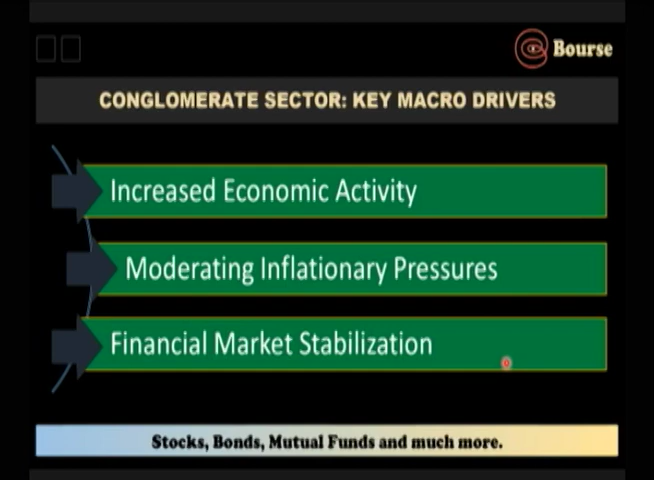 Bourse
CONGLOMERATE SECTOR: KEY MACRO DRIVERS
Increased Economic Activity
Moderating Inflationary Pressures
Financial Market Stabilization
Stocks, Bonds, Mutual Funds and much more.